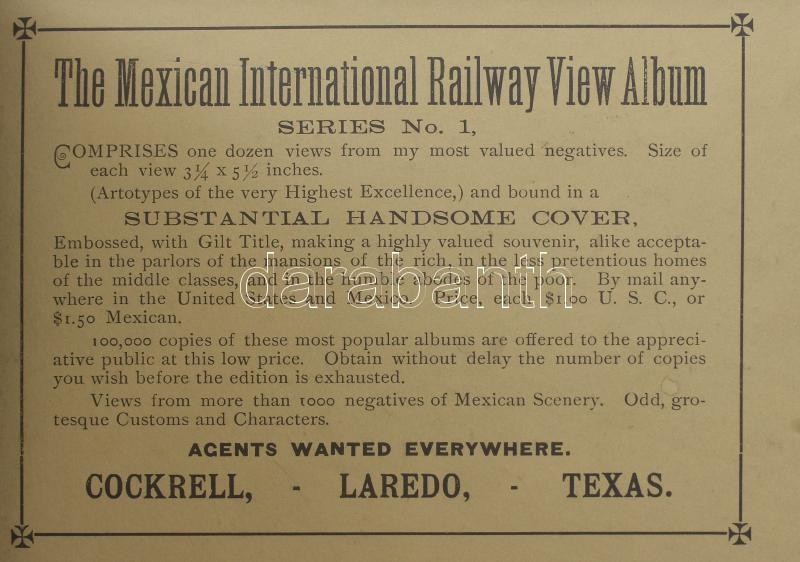 The Mexican International Railway View Album
SERIES No. 1,
COMPRISES one dozen views from my most valued negatives. Size of
each view 3¼ x 5½ inches.
(Artotypes of the very Highest Excellence,) and bound in a
SUBSTANTIAL HANDSOME COVER,
Embossed, with Gilt Title, making a highly valued souvenir, alike accepta-
ble in the parlors of the mansions of the rich, in the less pretentious homes
of the middle classes, and in the humble abodes of the poor. By mail any-
where in the United States and Mexico. Price, each, $1.00 U. S. C., or
$1.50 Mexican.
100,000 copies of these most popular albums are offered to the appreci-
ative public at this low price. Obtain without delay the number of copies
you wish before the edition is exhausted.
Views from more than 1000 negatives of Mexican Scenery. Odd, gro-
tesque Customs and Characters.
AGENTS WANTED EVERYWHERE.
COCKRELL, - LAREDO, - TEXAS.
darabanth